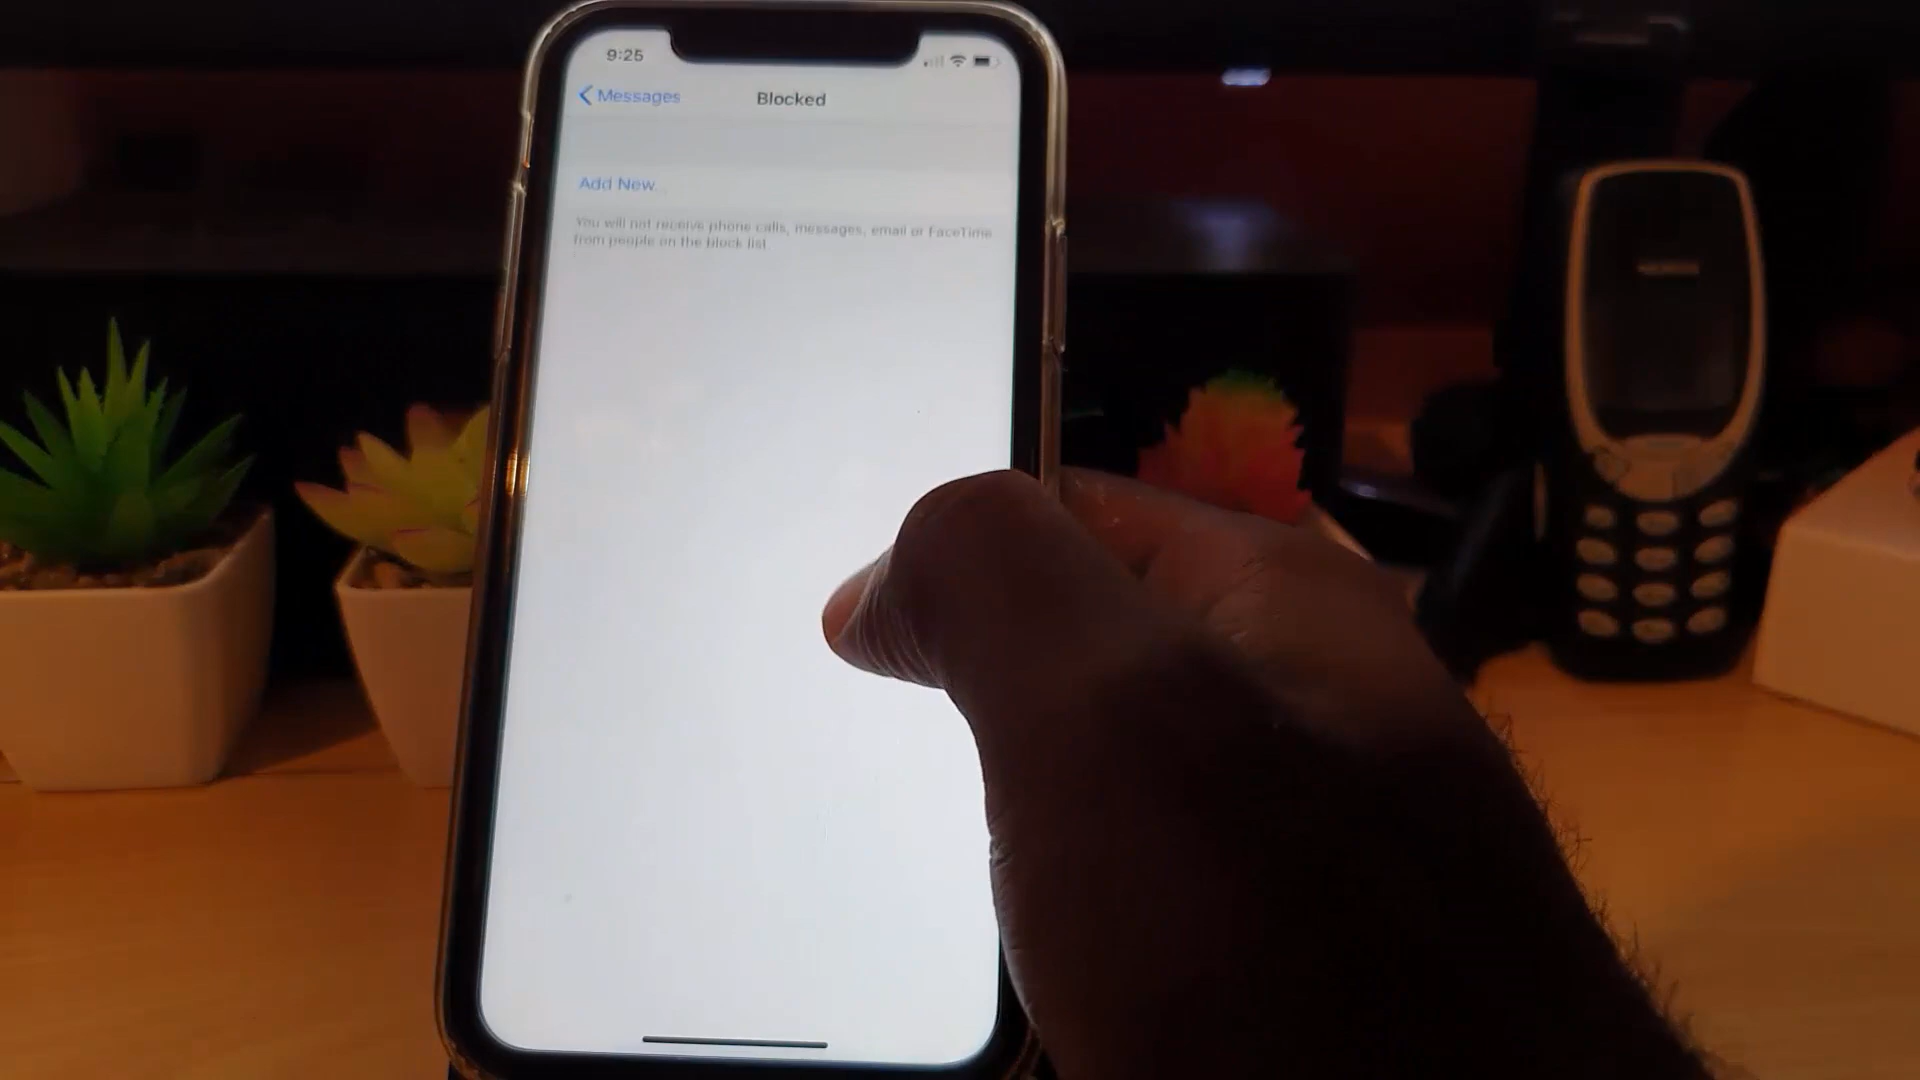 9:25
Messages
Blocked
Add New...
You will not receive phone calls, messages, email or FaceTime
from people on the block list.
NOKIA